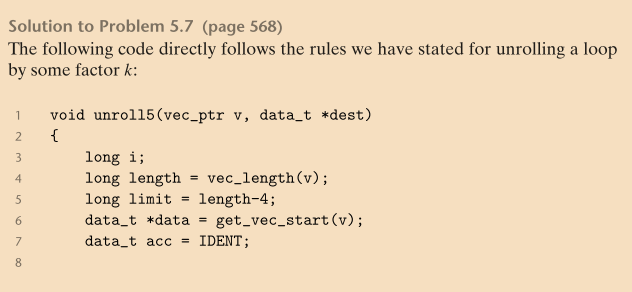 Solution to Problem 5.7 (page 568)
The following code directly follows the rules we have stated for unrolling a loop
by some factor k:
1 void unroll5(vec_ptr v, data_t *dest)
2 {
3     long i;
4     long length = vec_length(v);
5     long limit = length-4;
6     data_t *data = get_vec_start(v);
7     data_t acc = IDENT;
8